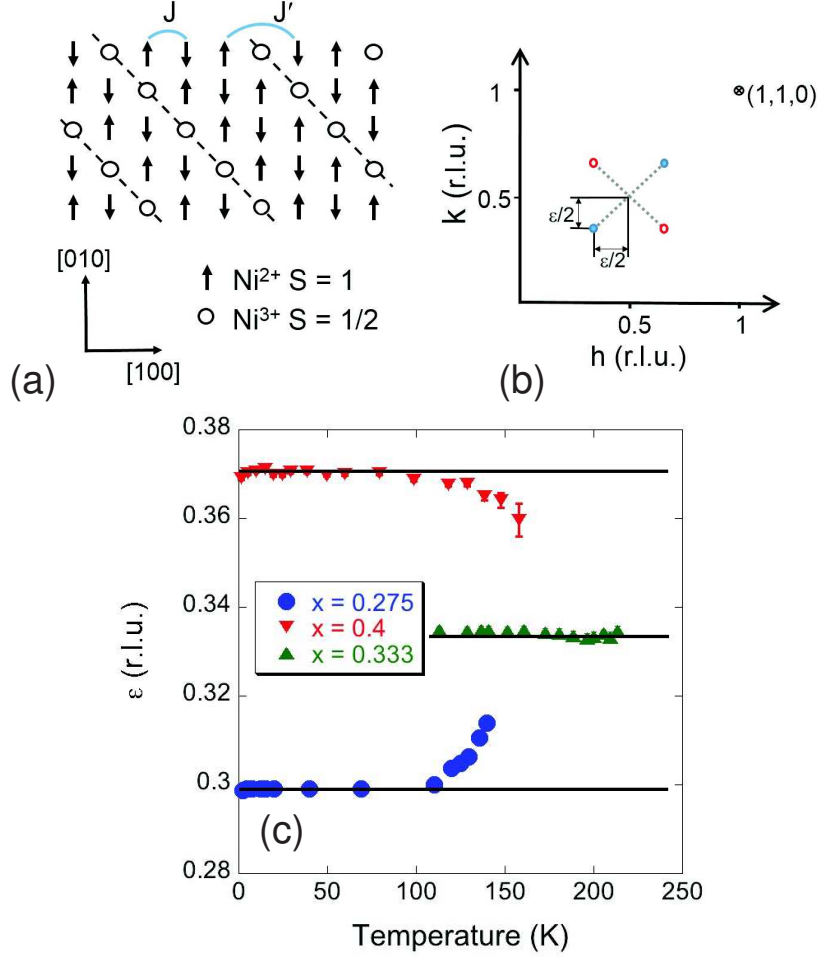 J
J′
[010]
[100]
Ni2+ S = 1
Ni3+ S = 1/2
(a)
k (r.l.u.)
1
0.5
(1,1,0)
ε/2
ε/2
0.5
1
h (r.l.u.)
(b)
ε (r.l.u.)
0.38
0.36
0.34
0.32
0.3
0.28
x = 0.275
x = 0.4
x = 0.333
(c)
0
50
100
150
200
250
Temperature (K)